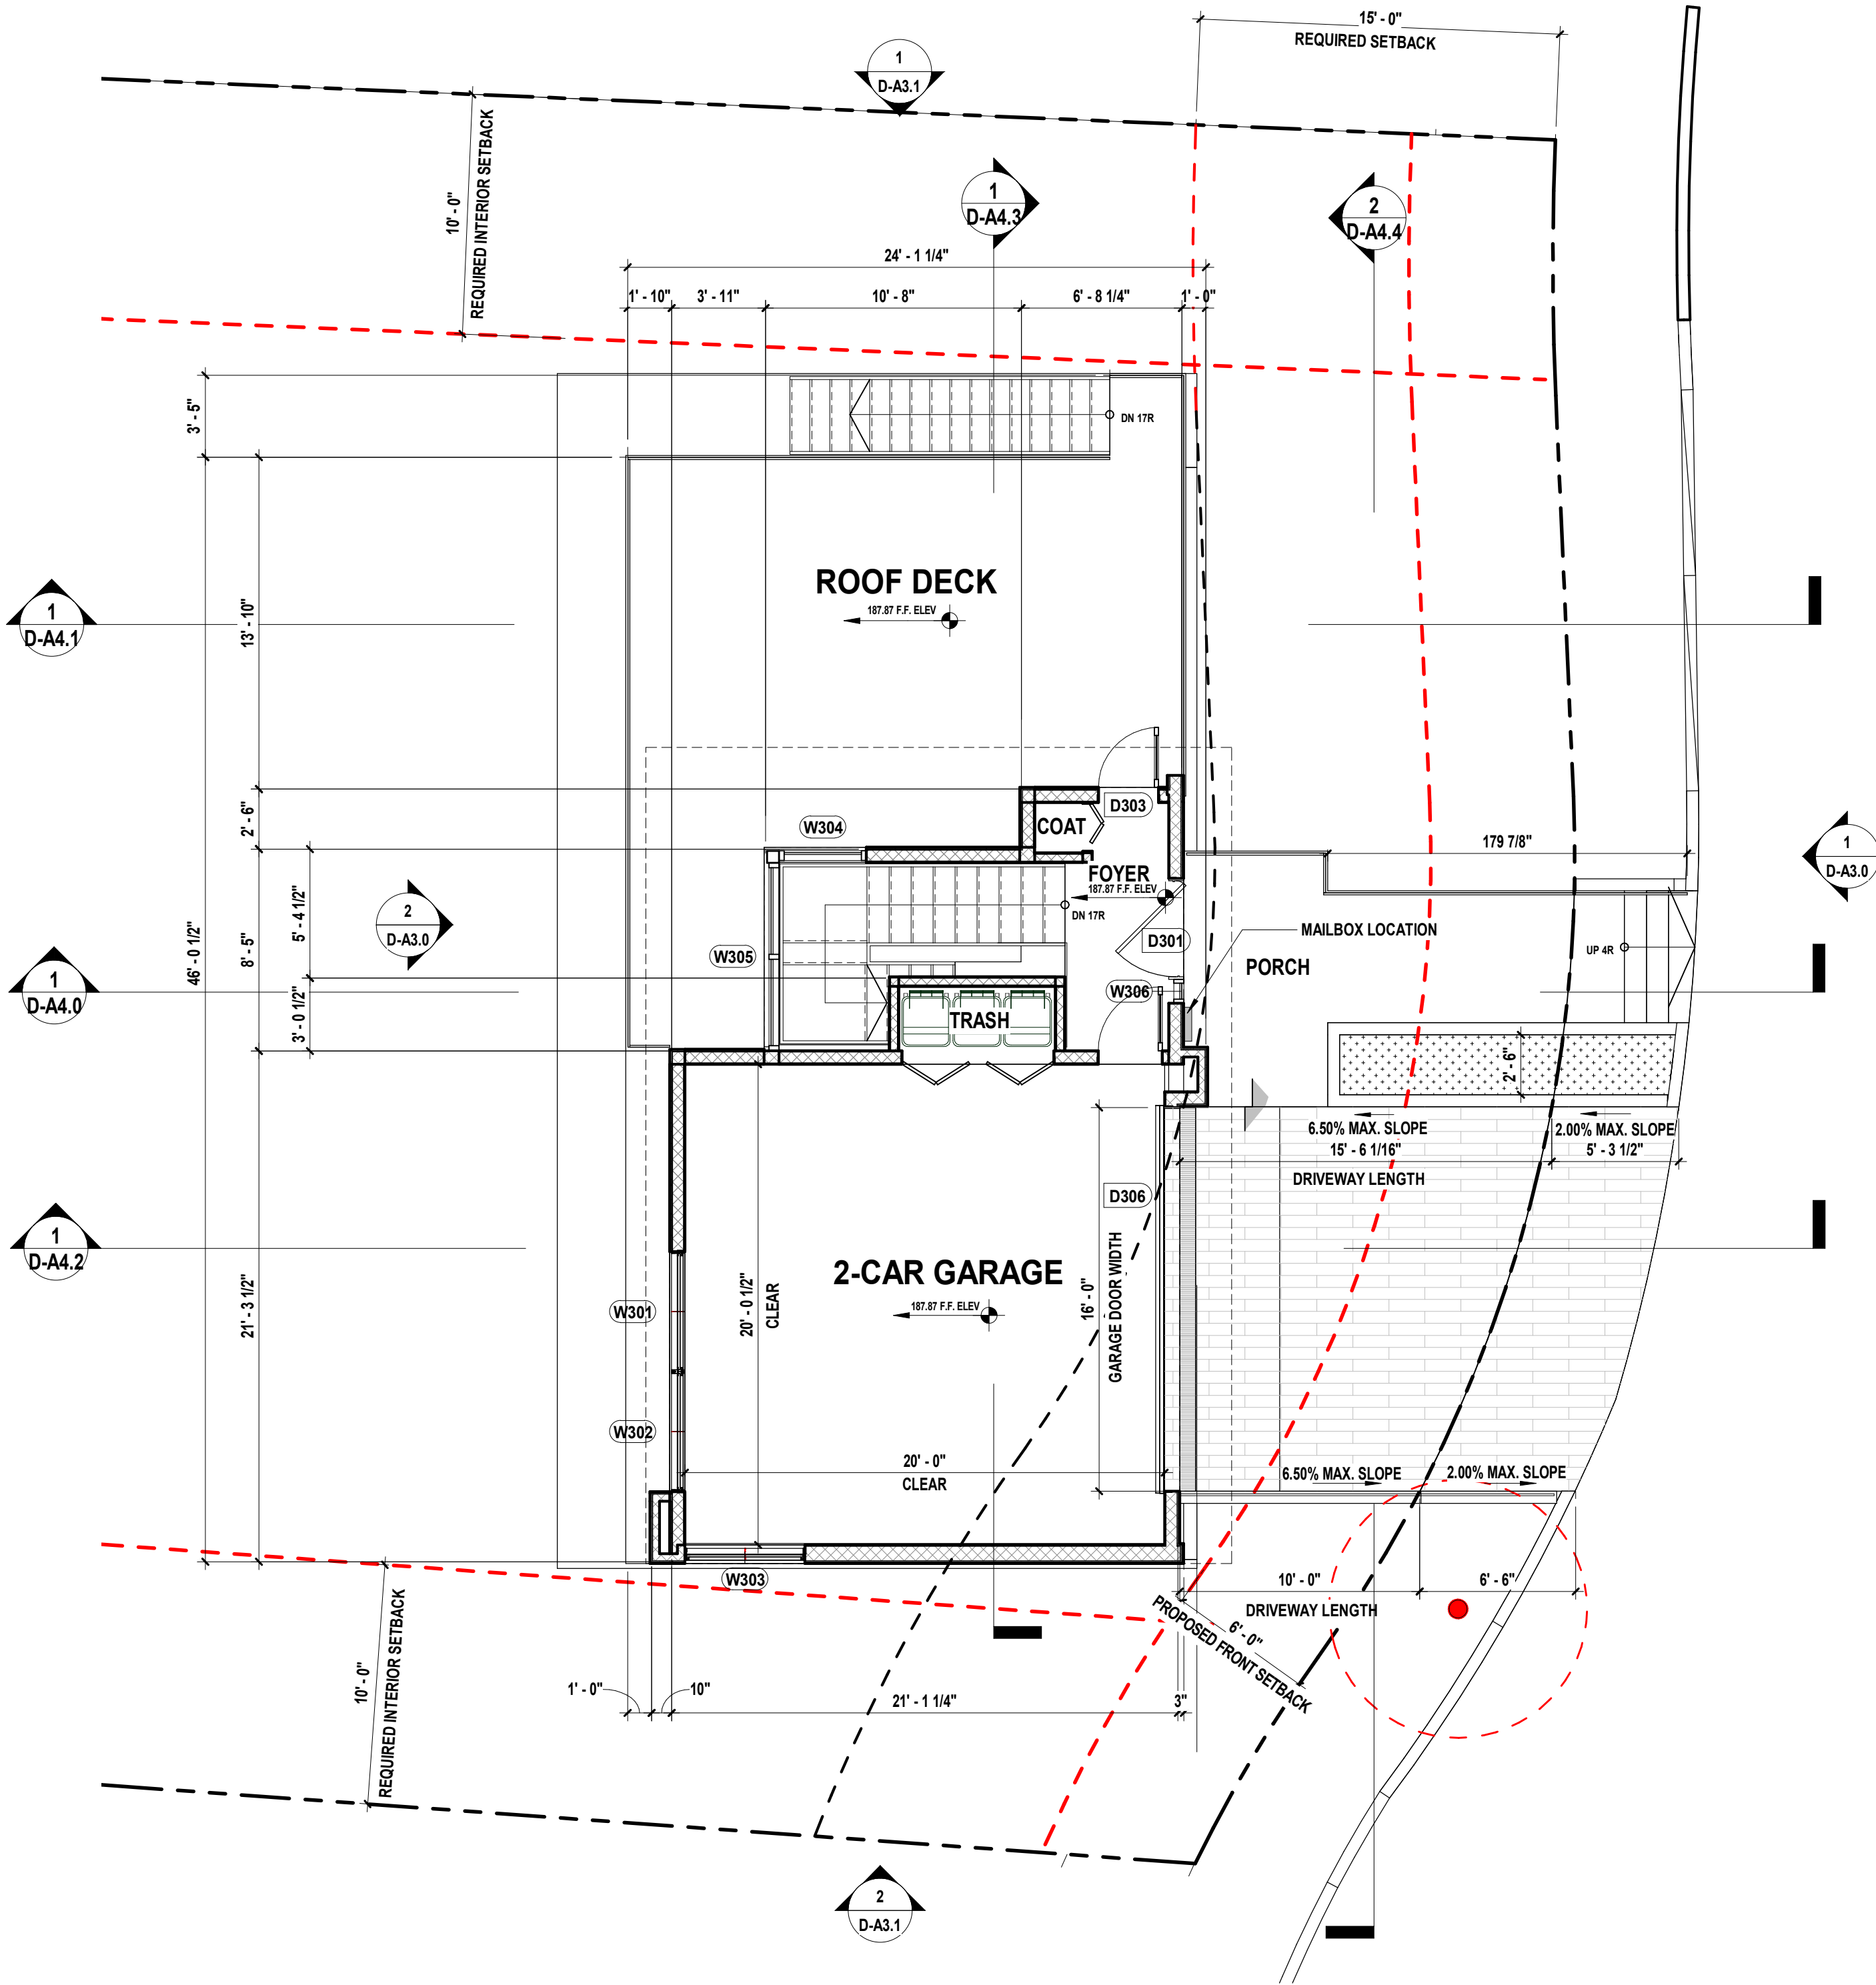 15' - 0"
REQUIRED SETBACK
1
D-A3.1
10' - 0"
REQUIRED INTERIOR SETBACK
1
D-A4.3
2
D-A4.4
24' - 1 1/4"
1' - 10"
3' - 11"
10' - 8"
6' - 8 1/4"
1' - 0"
3' - 5"
DN 17R
ROOF DECK
187.87 F.F. ELEV
1
D-A4.1
13' - 10"
2' - 6"
D303
COAT
W304
FOYER
187.87 F.F. ELEV
DN 17R
179 7/8"
1
D-A3.0
2
D-A3.0
5' - 4 1/2"
8' - 5"
46' - 0 1/2"
3' - 0 1/2"
W305
D301
MAILBOX LOCATION
PORCH
UP 4R
W306
TRASH
1
D-A4.0
2' - 6"
6.50% MAX. SLOPE
2.00% MAX. SLOPE
15' - 6 1/16"
5' - 3 1/2"
DRIVEWAY LENGTH
D306
1
D-A4.2
21' - 3 1/2"
2-CAR GARAGE
187.87 F.F. ELEV
W301
W302
20' - 0 1/2"
CLEAR
16' - 0"
GARAGE DOOR WIDTH
20' - 0"
CLEAR
6.50% MAX. SLOPE
2.00% MAX. SLOPE
W303
10' - 0"
6' - 6"
DRIVEWAY LENGTH
6' - 0"
PROPOSED FRONT SETBACK
10' - 0"
REQUIRED INTERIOR SETBACK
1' - 0"
10"
21' - 1 1/4"
3"
2
D-A3.1